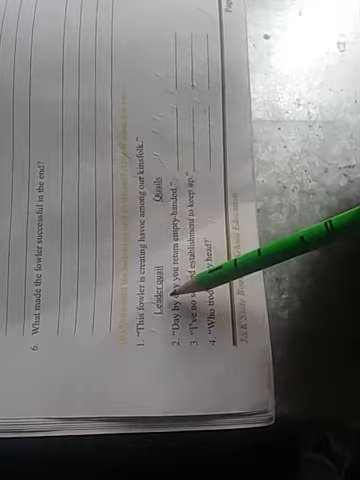 6. What made the fowler successful in the end?
1. "This fowler is creating havoc among our kinsfolk."
Leader quail Quails
2. "Day by day you return empty-handed".
3. "I've no establishment to keep up."
4. "Who my head?'
J&K State Education